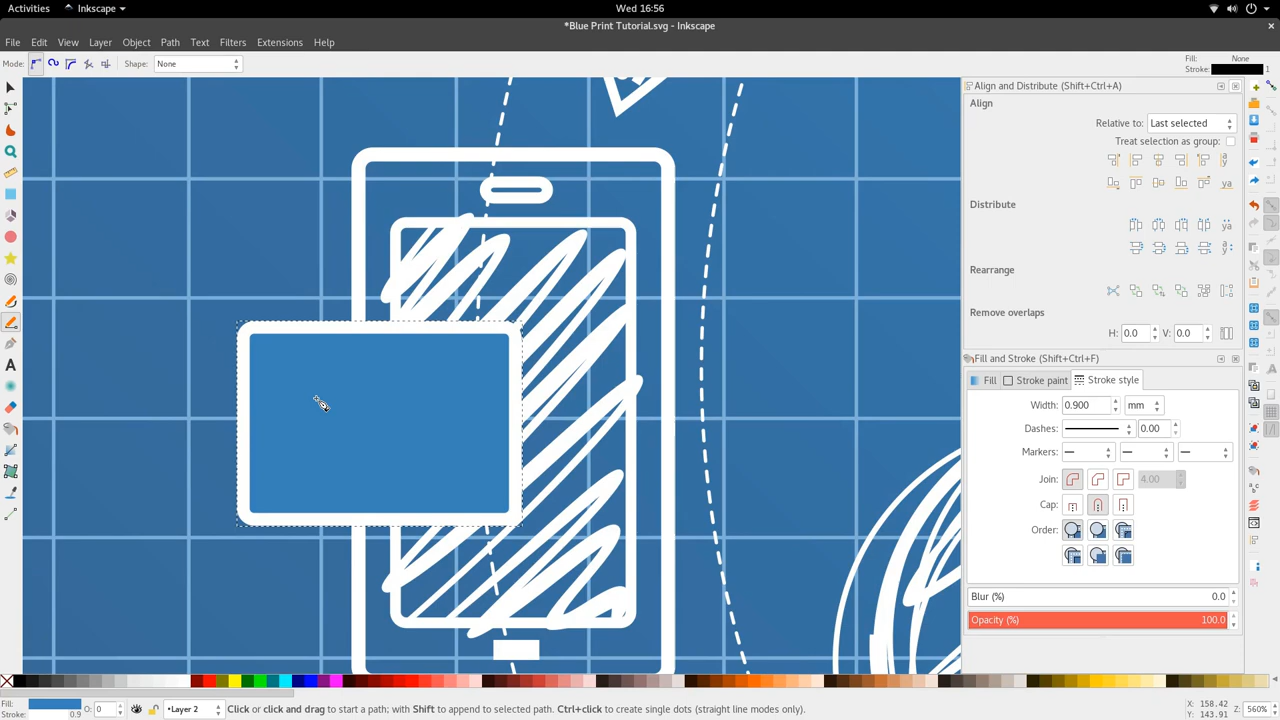 Activities Inkscape Wed 16:56
*Blue Print Tutorial.svg - Inkscape
File Edit View Layer Object Path Text Filters Extensions Help
Mode: Shape: None Fill: None
Stroke: 1
Align and Distribute (Shift+Ctrl+A)
Align
Relative to: Last selected
Treat selection as group:
Distribute
Rearrange
Remove overlaps
H: 0.0 V: 0.0
Fill and Stroke (Shift+Ctrl+F)
Fill Stroke paint Stroke style
Width: 0.900 mm
Dashes: 0.00
Markers:
Join: 4.00
Cap:
Order:
Blur (%) 0.0
Opacity (%) 100.0
Fill:
Stroke: 0.9 O: 0 •Layer 2 Click or click and drag to start a path; with Shift to append to selected path. Ctrl+click to create single dots (straight line modes only). X: 158.42
Y: 143.91 Z: 560%